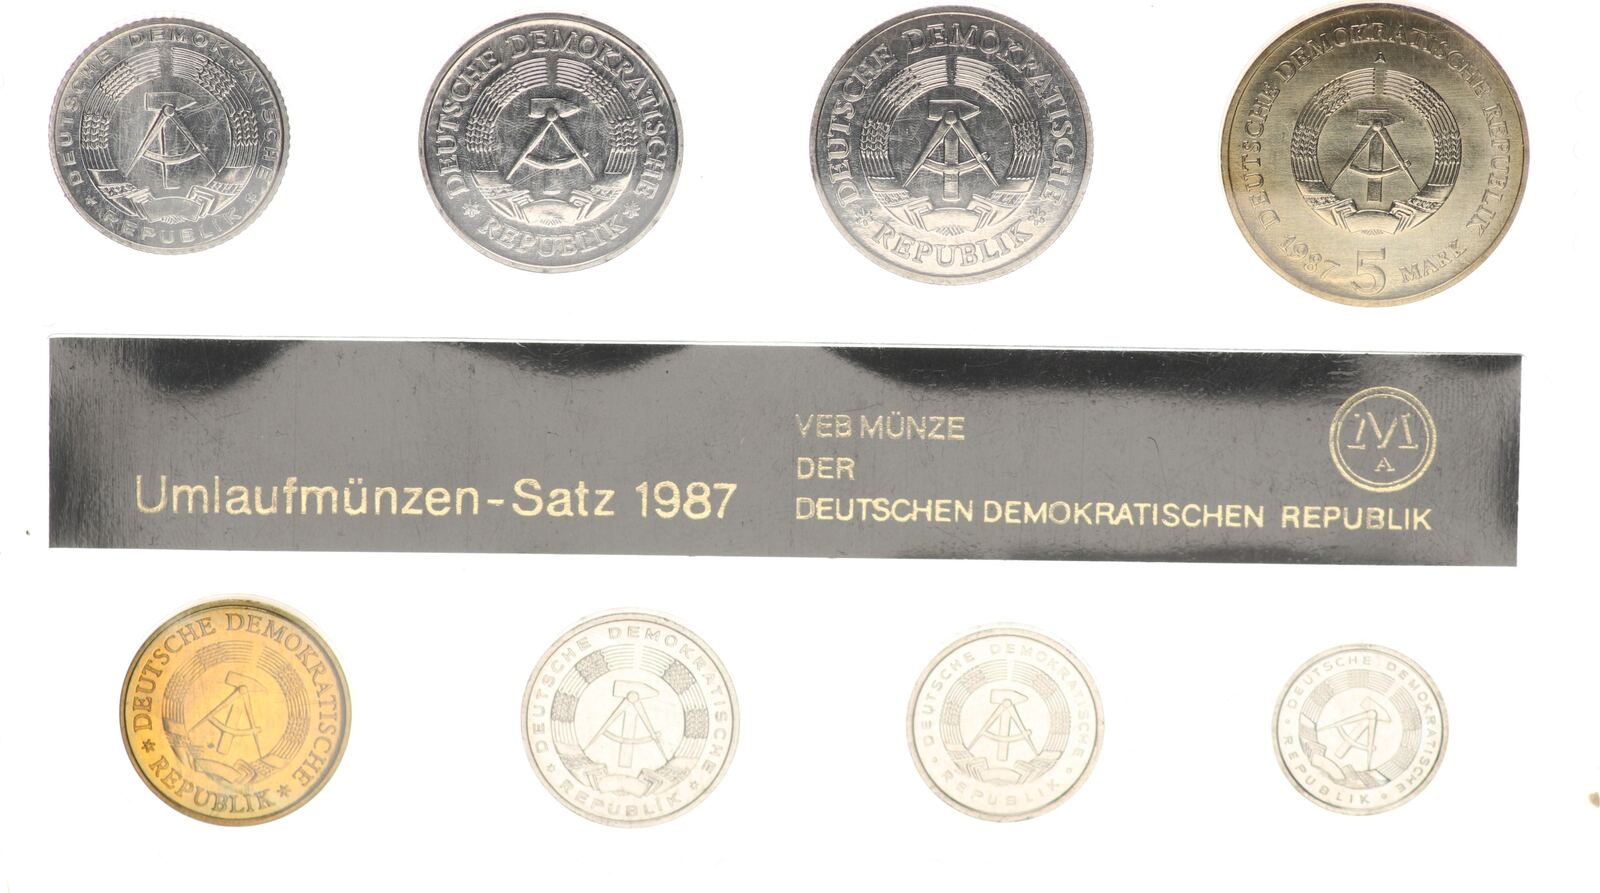 DEUTSCHE DEMOKRATISCHE
* REPUBLIK *
DEUTSCHE DEMOKRATISCHE
* REPUBLIK *
DEUTSCHE DEMOKRATISCHE
* REPUBLIK *
DEUTSCHE DEMOKRATISCHE REPUBLIK
A
1987 5 MARK
Umlaufmünzen-Satz 1987
VEB MÜNZE
DER
DEUTSCHEN DEMOKRATISCHEN REPUBLIK
M
A
DEUTSCHE DEMOKRATISCHE
* REPUBLIK *
DEUTSCHE DEMOKRATISCHE
* REPUBLIK *
DEUTSCHE DEMOKRATISCHE
• REPUBLIK •
DEUTSCHE DEMOKRATISCHE
• REPUBLIK •